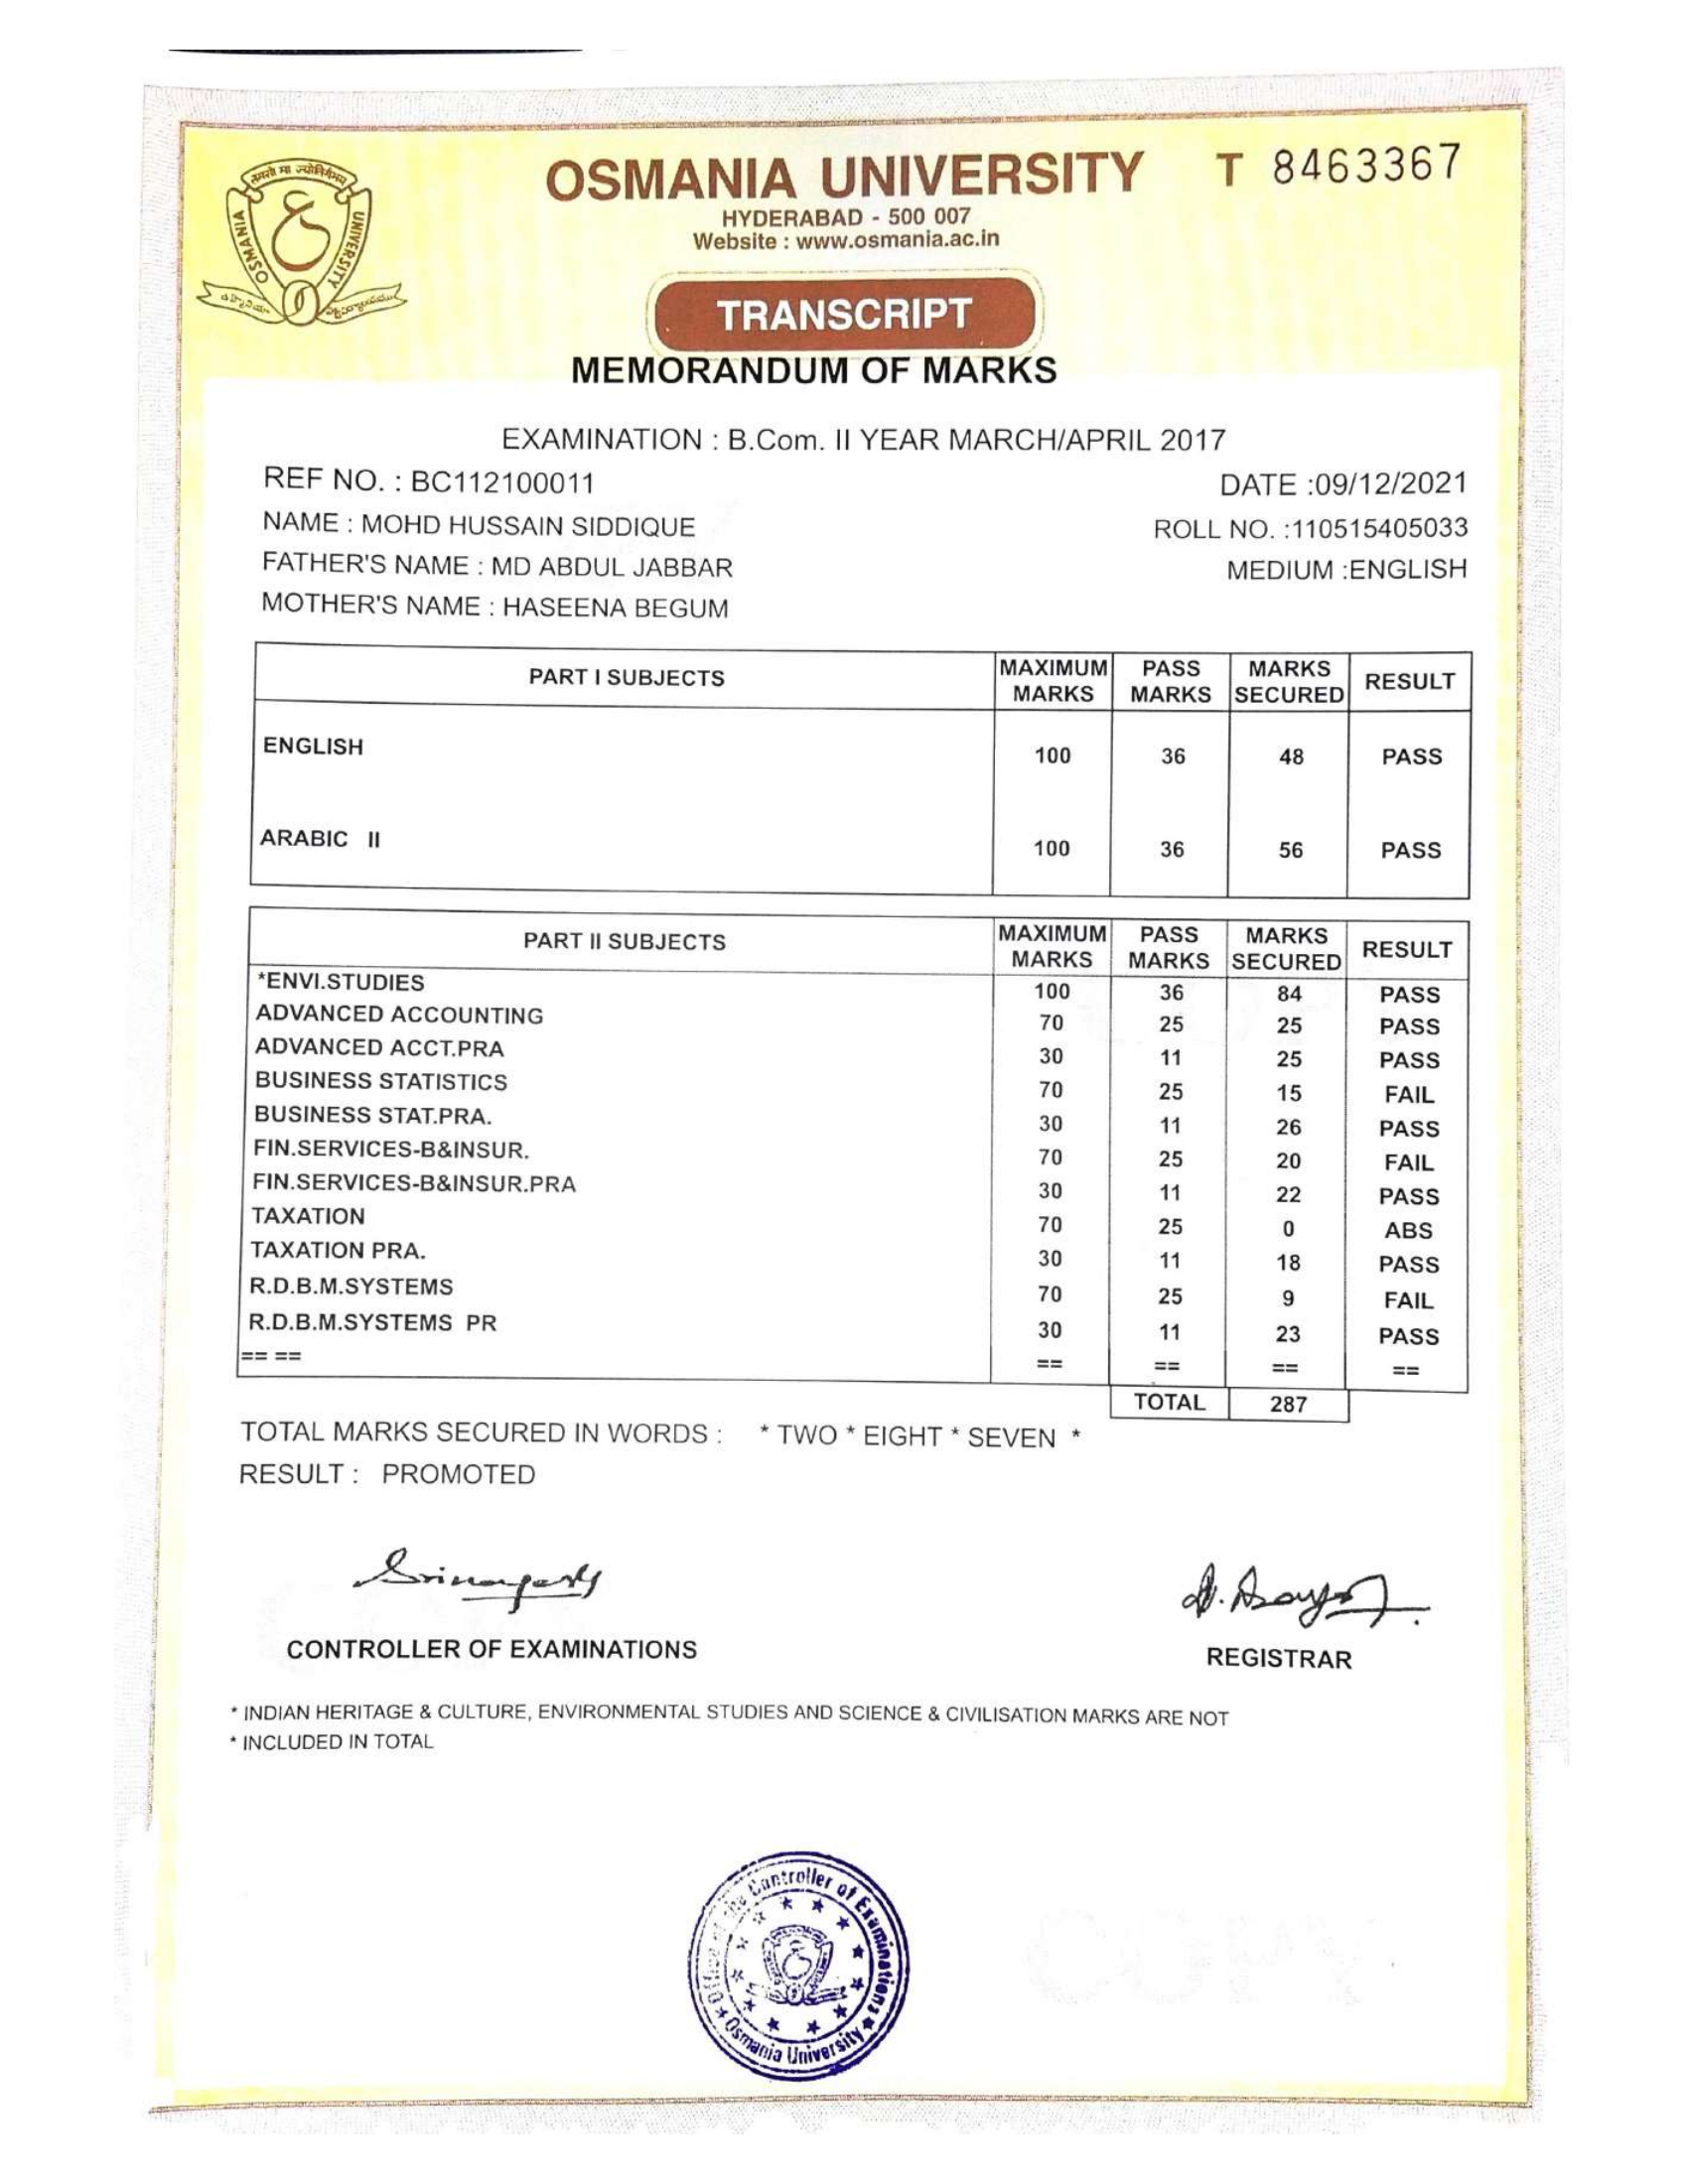 तमसो मा ज्योतिर्गमय
OSMANIA UNIVERSITY
OSMANIA UNIVERSITY T 8463367
HYDERABAD - 500 007
Website : www.osmania.ac.in
TRANSCRIPT
MEMORANDUM OF MARKS
EXAMINATION : B.Com. II YEAR MARCH/APRIL 2017
REF NO. : BC112100011 DATE :09/12/2021
NAME : MOHD HUSSAIN SIDDIQUE ROLL NO. :110515405033
FATHER'S NAME : MD ABDUL JABBAR MEDIUM :ENGLISH
MOTHER'S NAME : HASEENA BEGUM
PART I SUBJECTS MAXIMUM MARKS PASS MARKS MARKS SECURED RESULT
ENGLISH 100 36 48 PASS
ARABIC II 100 36 56 PASS
PART II SUBJECTS MAXIMUM MARKS PASS MARKS MARKS SECURED RESULT
*ENVI.STUDIES 100 36 84 PASS
ADVANCED ACCOUNTING 70 25 25 PASS
ADVANCED ACCT.PRA 30 11 25 PASS
BUSINESS STATISTICS 70 25 15 FAIL
BUSINESS STAT.PRA. 30 11 26 PASS
FIN.SERVICES-B&INSUR. 70 25 20 FAIL
FIN.SERVICES-B&INSUR.PRA 30 11 22 PASS
TAXATION 70 25 0 ABS
TAXATION PRA. 30 11 18 PASS
R.D.B.M.SYSTEMS 70 25 9 FAIL
R.D.B.M.SYSTEMS PR 30 11 23 PASS
== == == == == ==
TOTAL 287
TOTAL MARKS SECURED IN WORDS : * TWO * EIGHT * SEVEN *
RESULT : PROMOTED
CONTROLLER OF EXAMINATIONS REGISTRAR
* INDIAN HERITAGE & CULTURE, ENVIRONMENTAL STUDIES AND SCIENCE & CIVILISATION MARKS ARE NOT
* INCLUDED IN TOTAL
Office of the Controller of Examinations
Osmania University